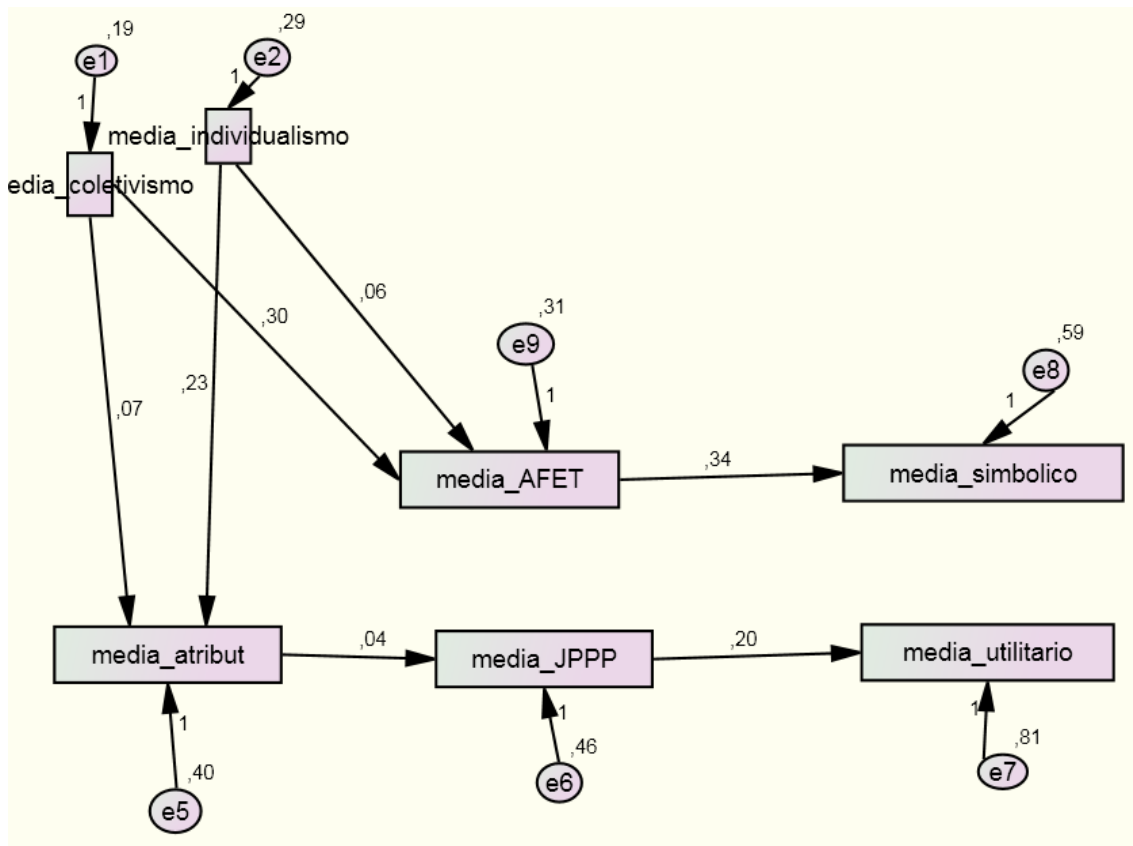 ,19
e1
1
,29
e2
1
media_individualismo
edia_coletivismo
,30
,06
,23
,07
,31
e9
1
,59
e8
1
media_AFET
,34
media_simbolico
media_atribut
,04
media_JPPP
,20
media_utilitario
1
,40
e5
1
,46
e6
1
,81
e7